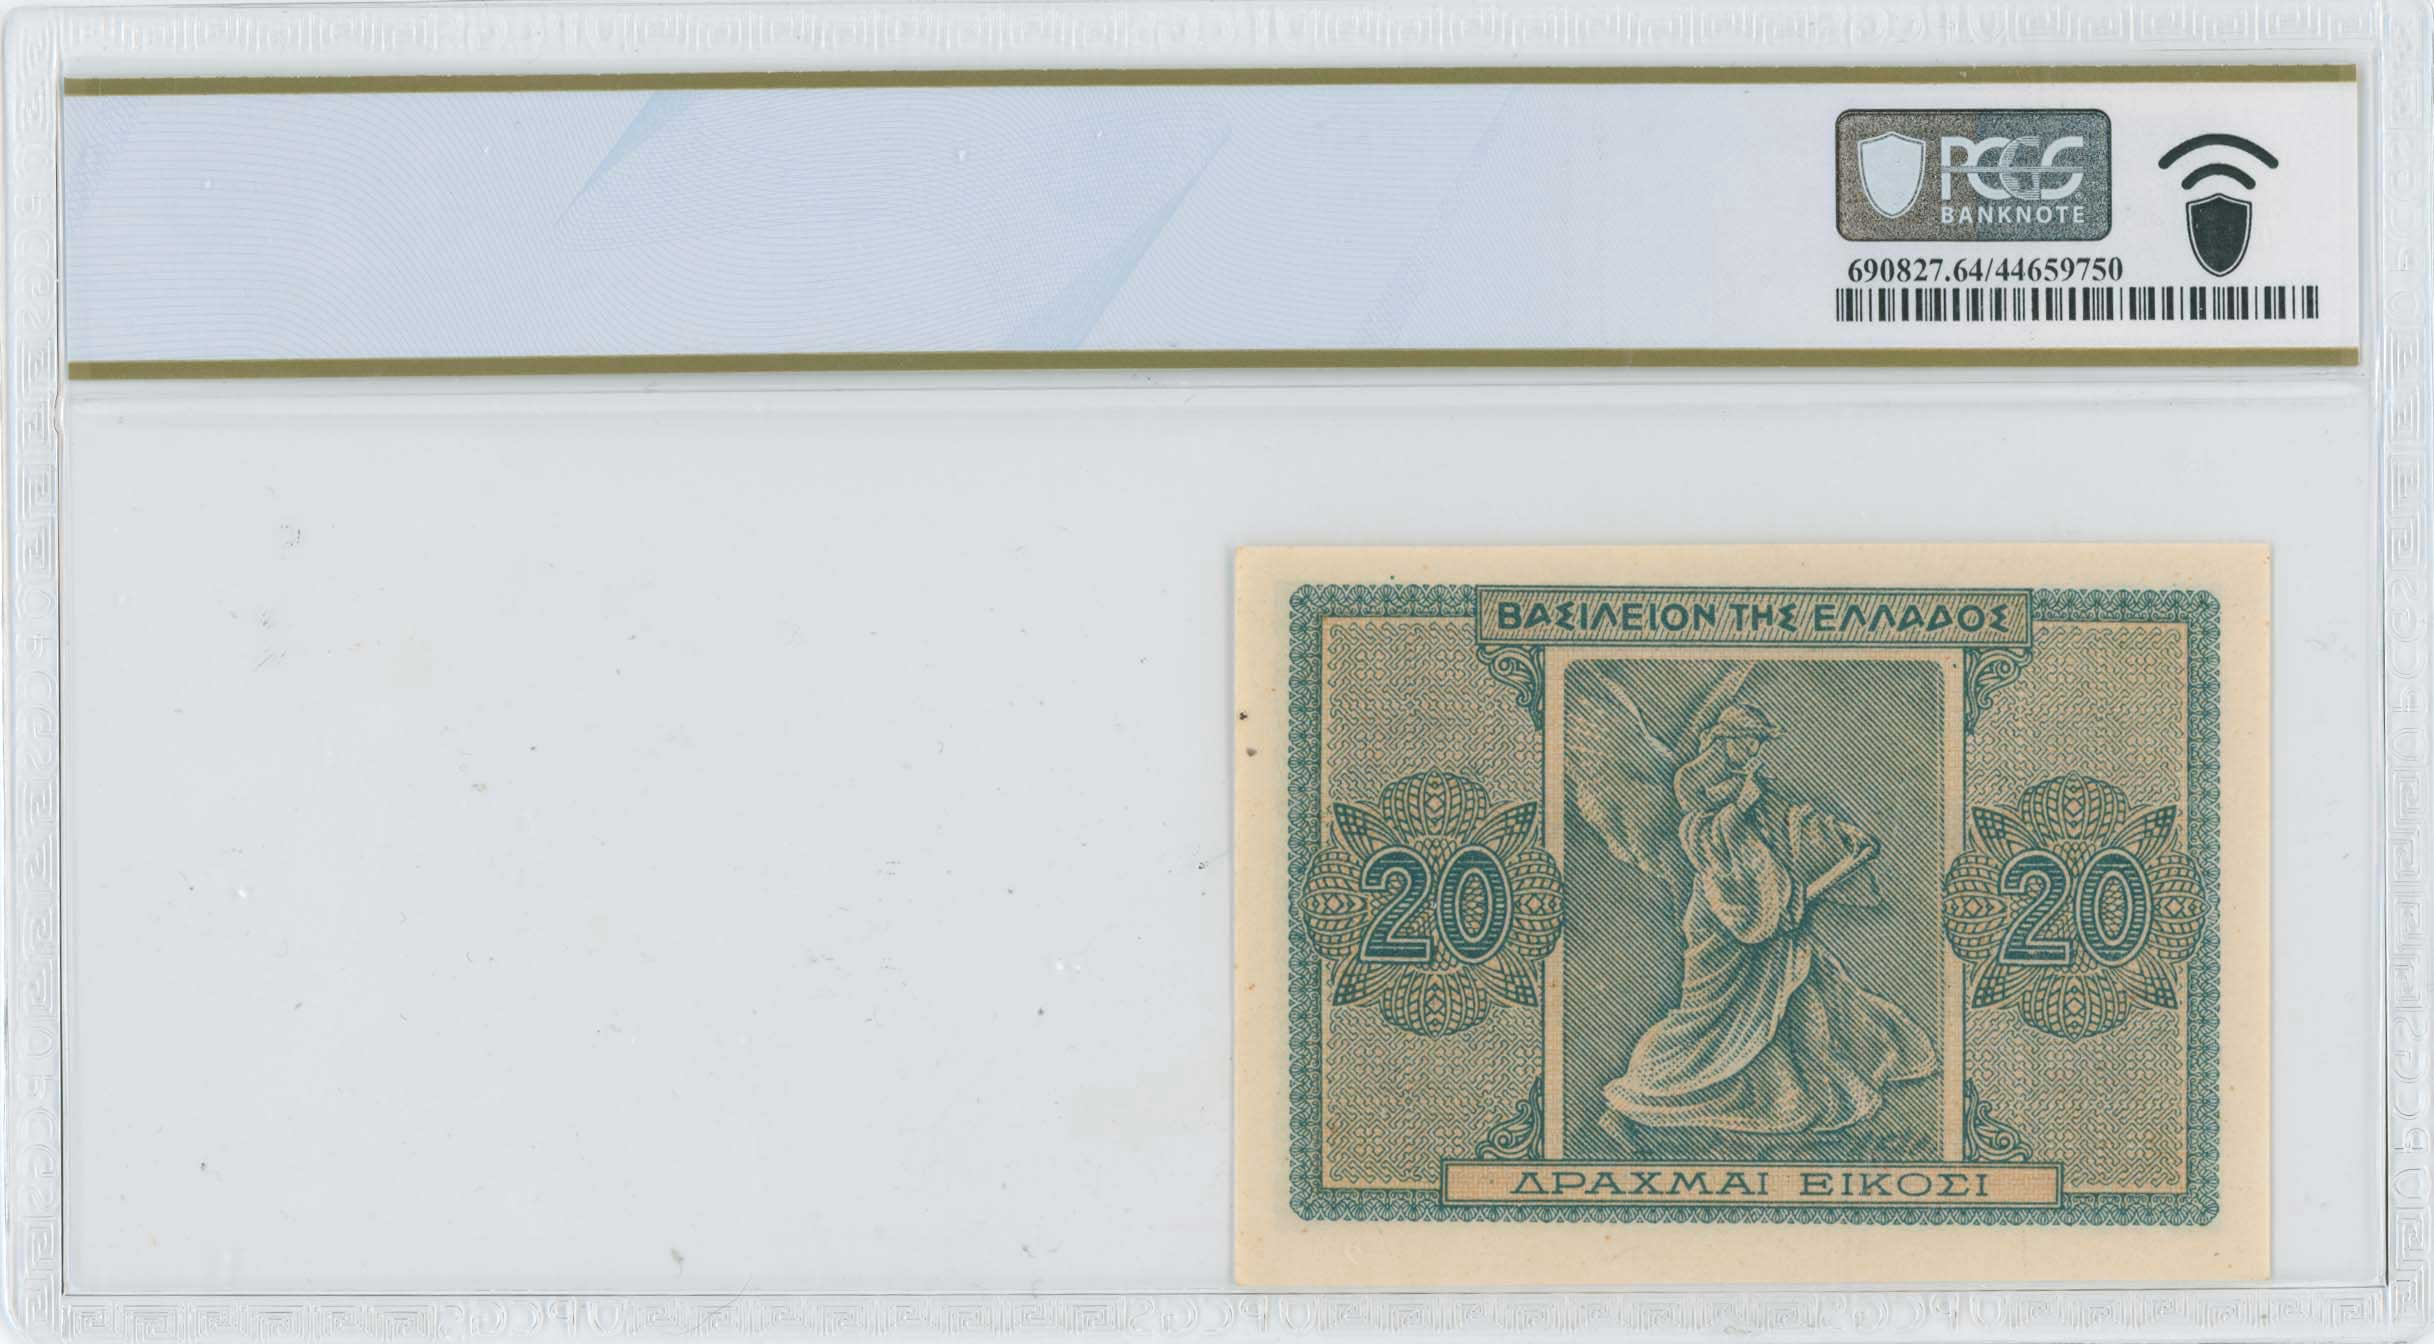 PCGS
BANKNOTE
690827.64/44659750
ΒΑΣΙΛΕΙΟΝ ΤΗΣ ΕΛΛΑΔΟΣ
20 20
ΔΡΑΧΜΑΙ ΕΙΚΟΣΙ